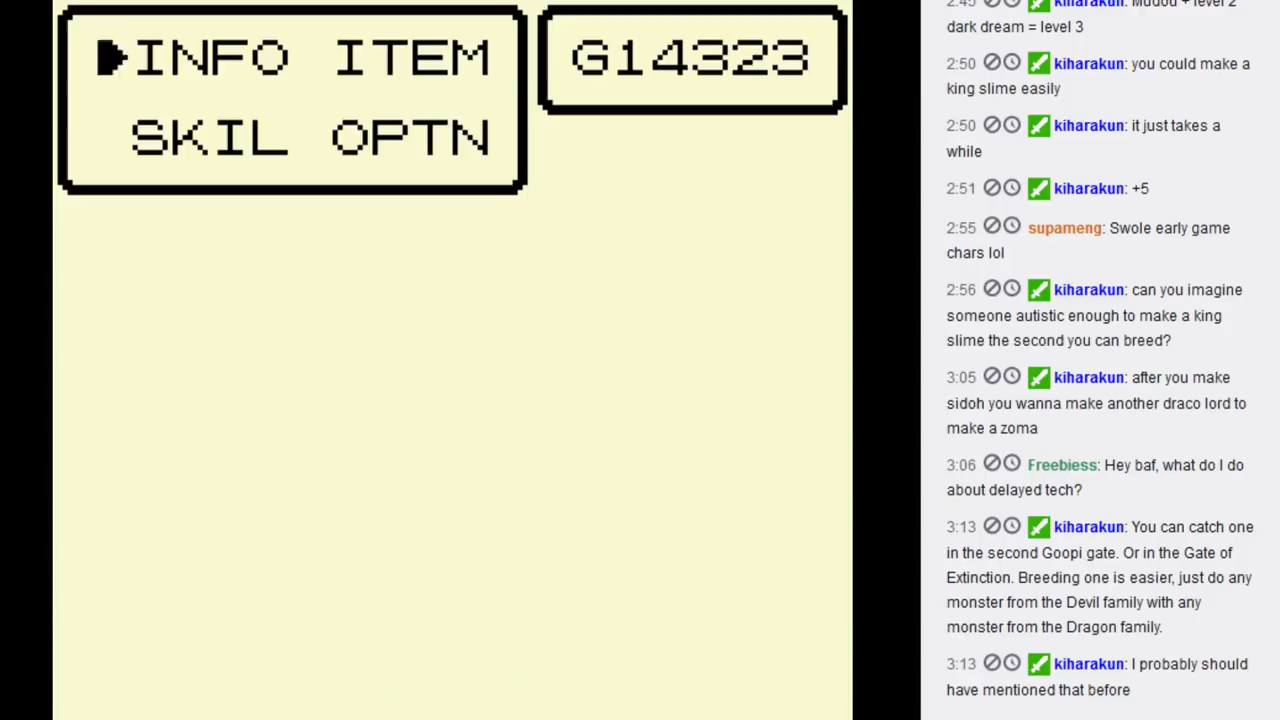 INFO ITEM
SKIL OPTN
G14323
2:45 kiharakun: Mudou + level 2
dark dream = level 3
2:50 kiharakun: you could make a
king slime easily
2:50 kiharakun: it just takes a
while
2:51 kiharakun: +5
2:55 supameng: Swole early game
chars lol
2:56 kiharakun: can you imagine
someone autistic enough to make a king
slime the second you can breed?
3:05 kiharakun: after you make
sidoh you wanna make another draco lord to
make a zoma
3:06 Freebiess: Hey baf, what do I do
about delayed tech?
3:13 kiharakun: You can catch one
in the second Goopi gate. Or in the Gate of
Extinction. Breeding one is easier, just do any
monster from the Devil family with any
monster from the Dragon family.
3:13 kiharakun: I probably should
have mentioned that before